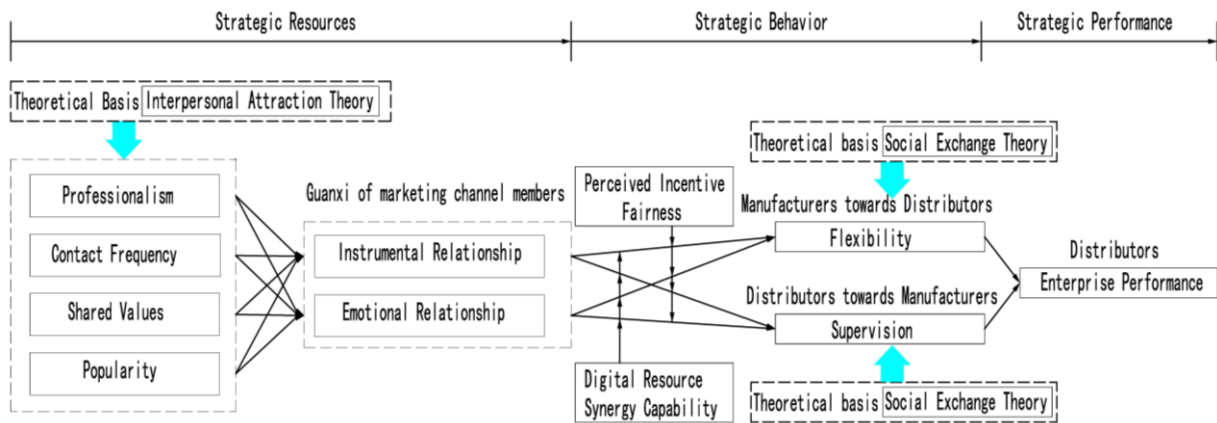 Strategic Resources
Strategic Behavior
Strategic Performance
Theoretical Basis Interpersonal Attraction Theory
Professionalism
Contact Frequency
Shared Values
Popularity
Guanxi of marketing channel members
Instrumental Relationship
Emotional Relationship
Perceived Incentive
Fairness
Digital Resource
Synergy Capability
Theoretical basis Social Exchange Theory
Manufacturers towards Distributors
Flexibility
Distributors towards Manufacturers
Supervision
Theoretical basis Social Exchange Theory
Distributors
Enterprise Performance